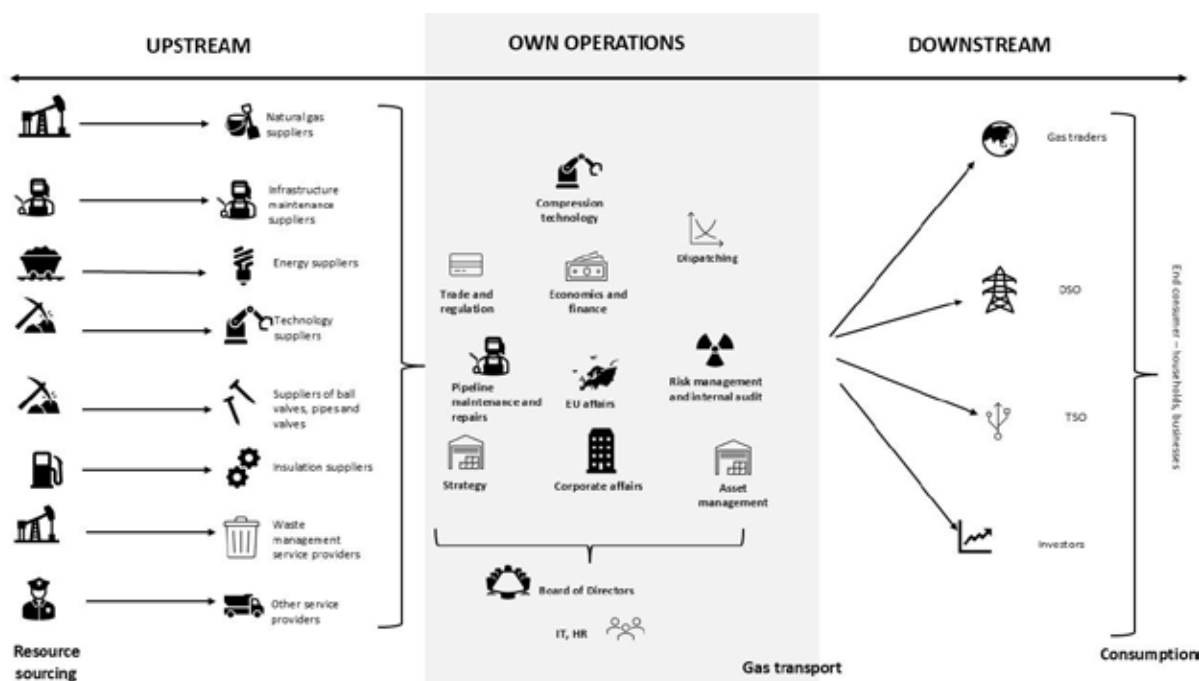 UPSTREAM
OWN OPERATIONS
DOWNSTREAM
Natural gas
suppliers
Infrastructure
maintenance
suppliers
Energy suppliers
Technology
suppliers
Suppliers of ball
valves, pipes and
valves
Insulation suppliers
Waste
management
service providers
Other service
providers
Resource
sourcing
Compression
technology
Dispatching
Trade and
regulation
Economics and
finance
Pipeline
maintenance and
repairs
EU affairs
Risk management
and internal audit
Strategy
Corporate affairs
Asset
management
Board of Directors
IT, HR
Gas transport
Gas traders
DSO
TSO
Investors
End consumer – households, businesses
Consumption